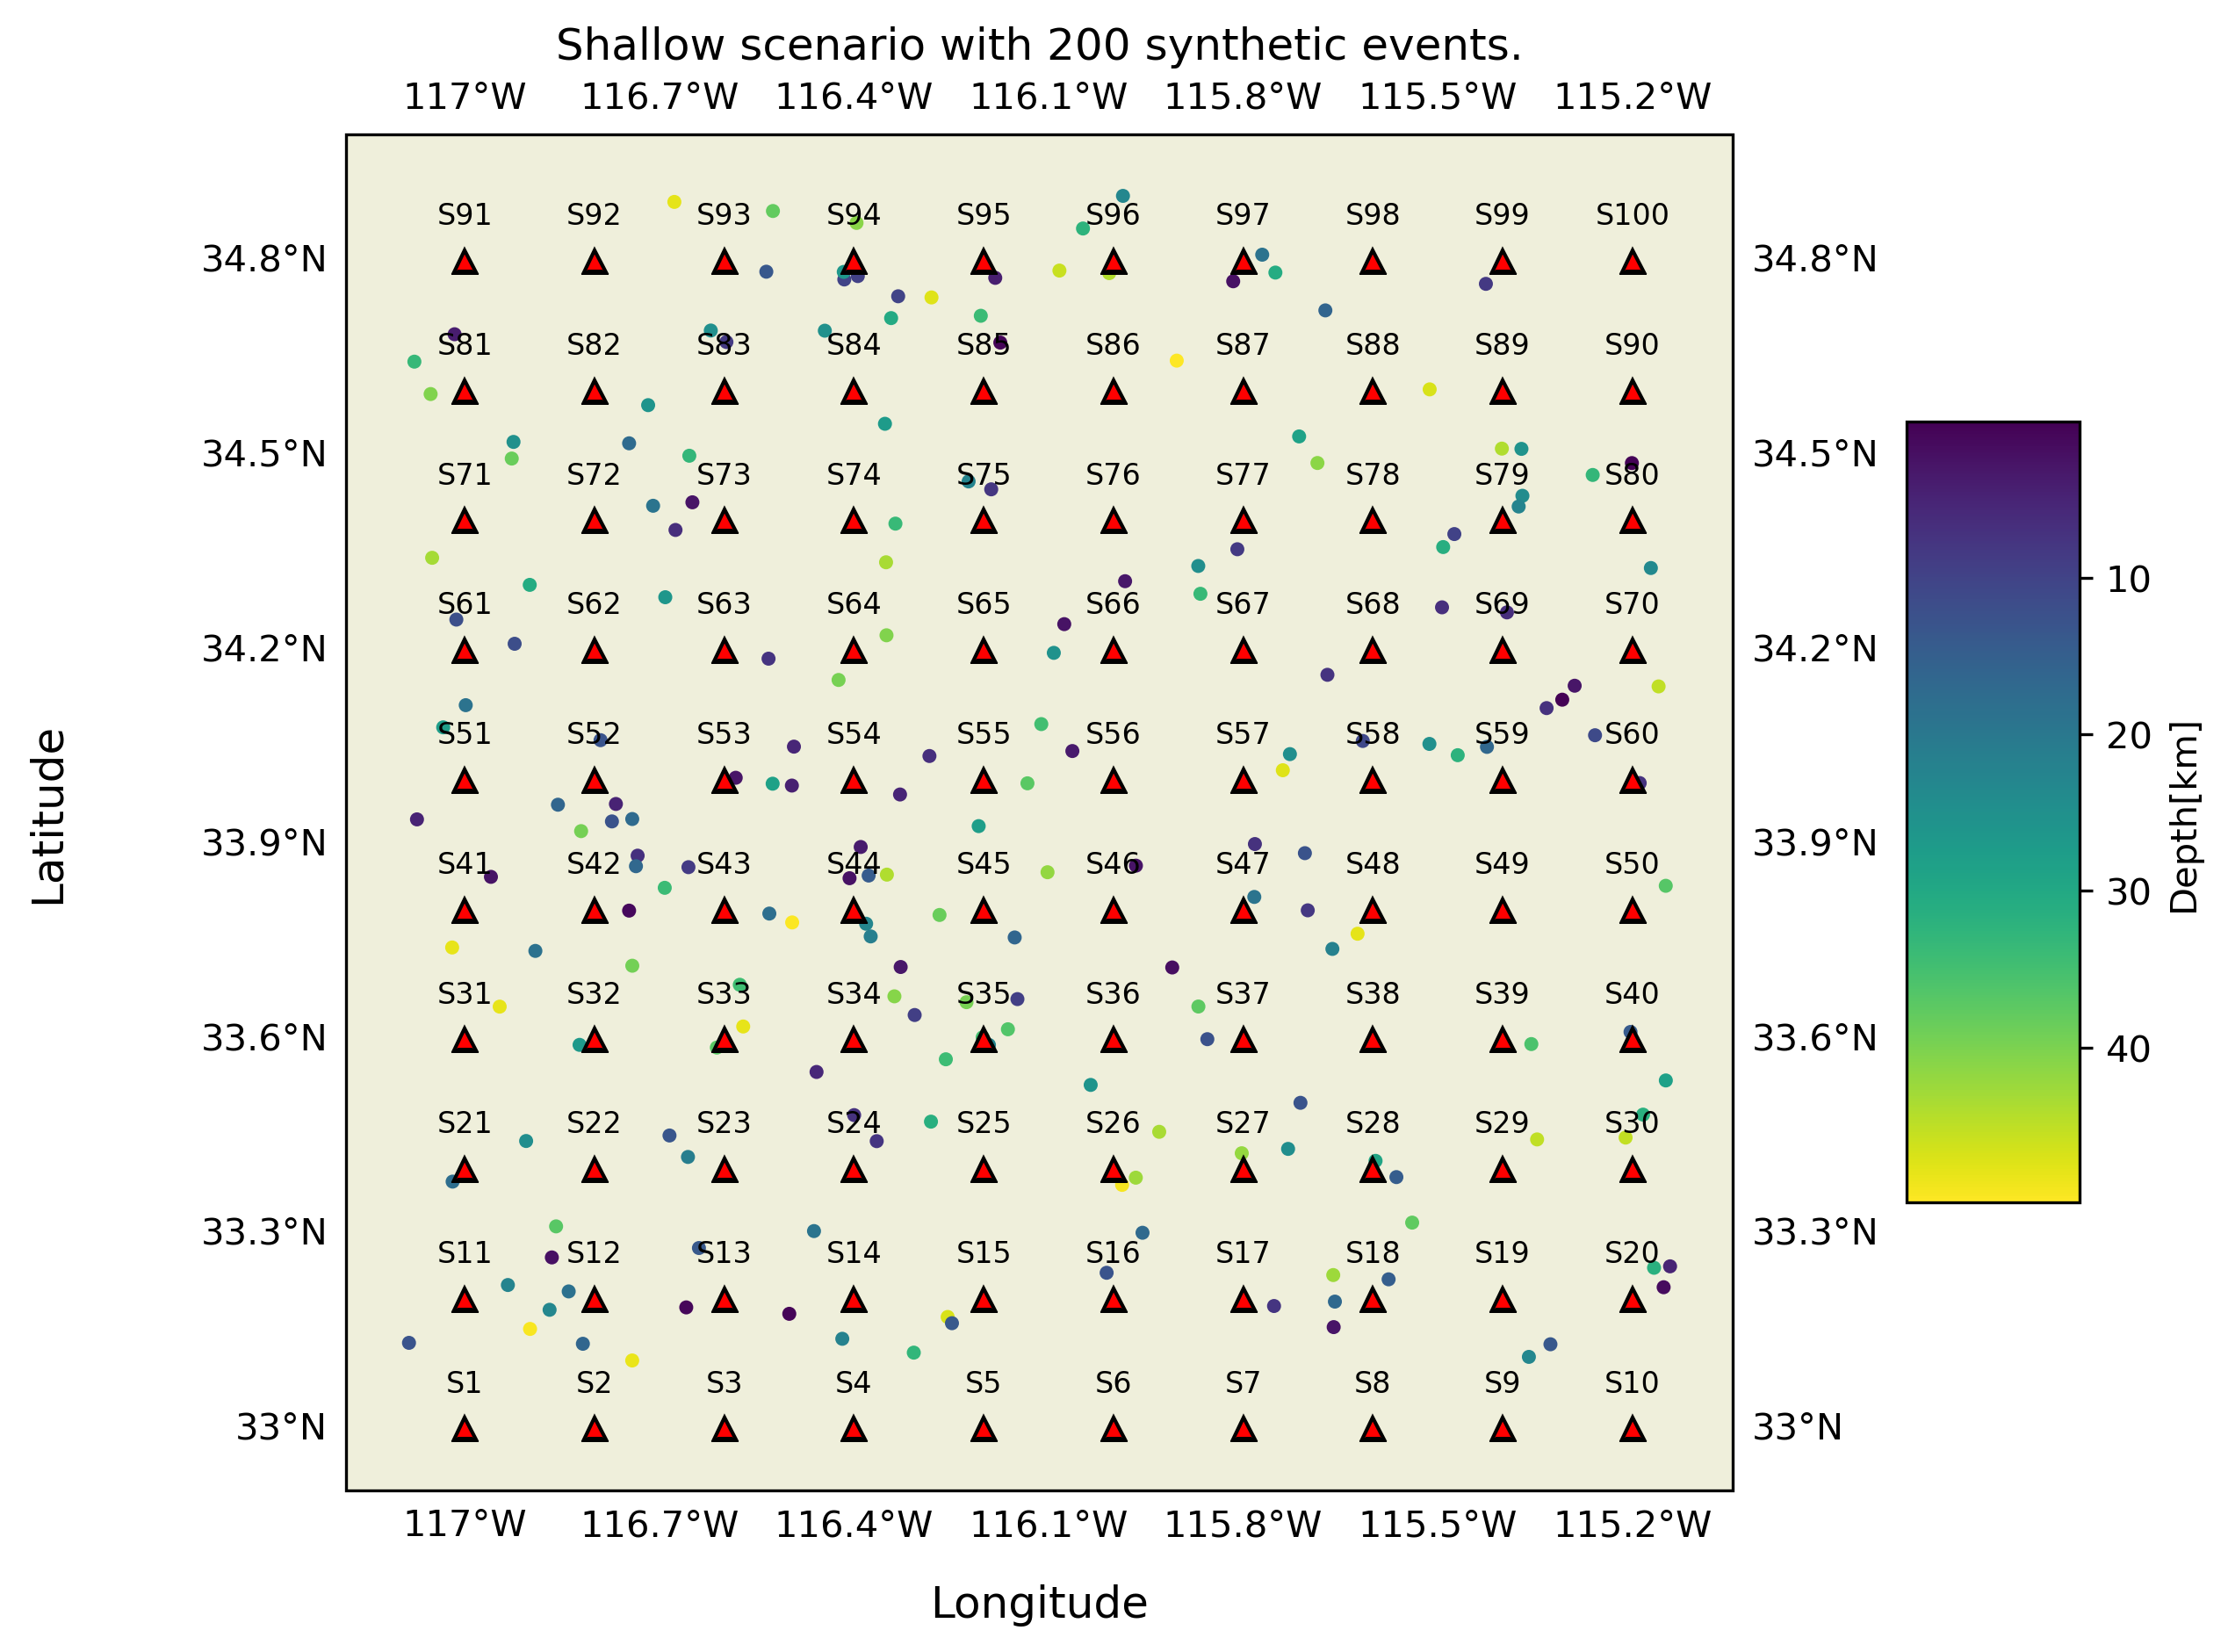 Shallow scenario with 200 synthetic events.
117°W 116.7°W 116.4°W 116.1°W 115.8°W 115.5°W 115.2°W
S91 S92 S93 S94 S95 S96 S97 S98 S99 S100
34.8°N 34.8°N
S81 S82 S83 S84 S85 S86 S87 S88 S89 S90
34.5°N 34.5°N
S71 S72 S73 S74 S75 S76 S77 S78 S79 S80
10
S61 S62 S63 S64 S65 S66 S67 S68 S69 S70
34.2°N 34.2°N
S51 S52 S53 S54 S55 S56 S57 S58 S59 S60
20
Latitude
Depth[km]
33.9°N 33.9°N
S41 S42 S43 S44 S45 S46 S47 S48 S49 S50
30
S31 S32 S33 S34 S35 S36 S37 S38 S39 S40
33.6°N 33.6°N
40
S21 S22 S23 S24 S25 S26 S27 S28 S29 S30
33.3°N 33.3°N
S11 S12 S13 S14 S15 S16 S17 S18 S19 S20
S1 S2 S3 S4 S5 S6 S7 S8 S9 S10
33°N 33°N
117°W 116.7°W 116.4°W 116.1°W 115.8°W 115.5°W 115.2°W
Longitude